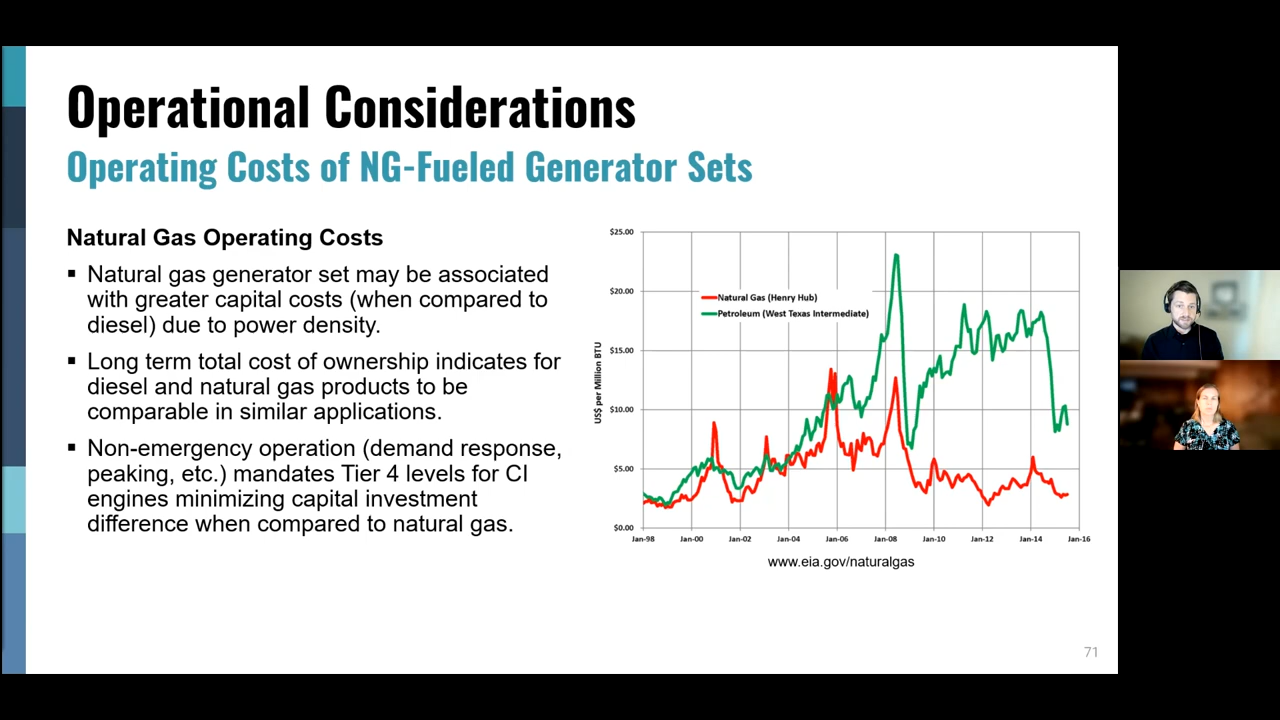 Operational Considerations
Operating Costs of NG-Fueled Generator Sets
Natural Gas Operating Costs
▪ Natural gas generator set may be associated
with greater capital costs (when compared to
diesel) due to power density.
▪ Long term total cost of ownership indicates for
diesel and natural gas products to be
comparable in similar applications.
▪ Non-emergency operation (demand response,
peaking, etc.) mandates Tier 4 levels for CI
engines minimizing capital investment
difference when compared to natural gas.
US$ per Million BTU
$25.00
$20.00
$15.00
$10.00
$5.00
$0.00
Natural Gas (Henry Hub)
Petroleum (West Texas Intermediate)
Jan-98 Jan-00 Jan-02 Jan-04 Jan-06 Jan-08 Jan-10 Jan-12 Jan-14 Jan-16
www.eia.gov/naturalgas
71